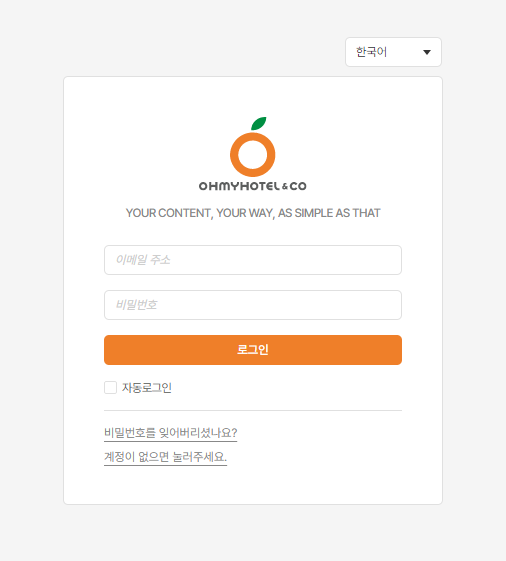 한국어
OHMYHOTEL&CO
YOUR CONTENT, YOUR WAY, AS SIMPLE AS THAT
이메일 주소
비밀번호
로그인
자동로그인
비밀번호를 잊어버리셨나요?
계정이 없으면 눌러주세요.